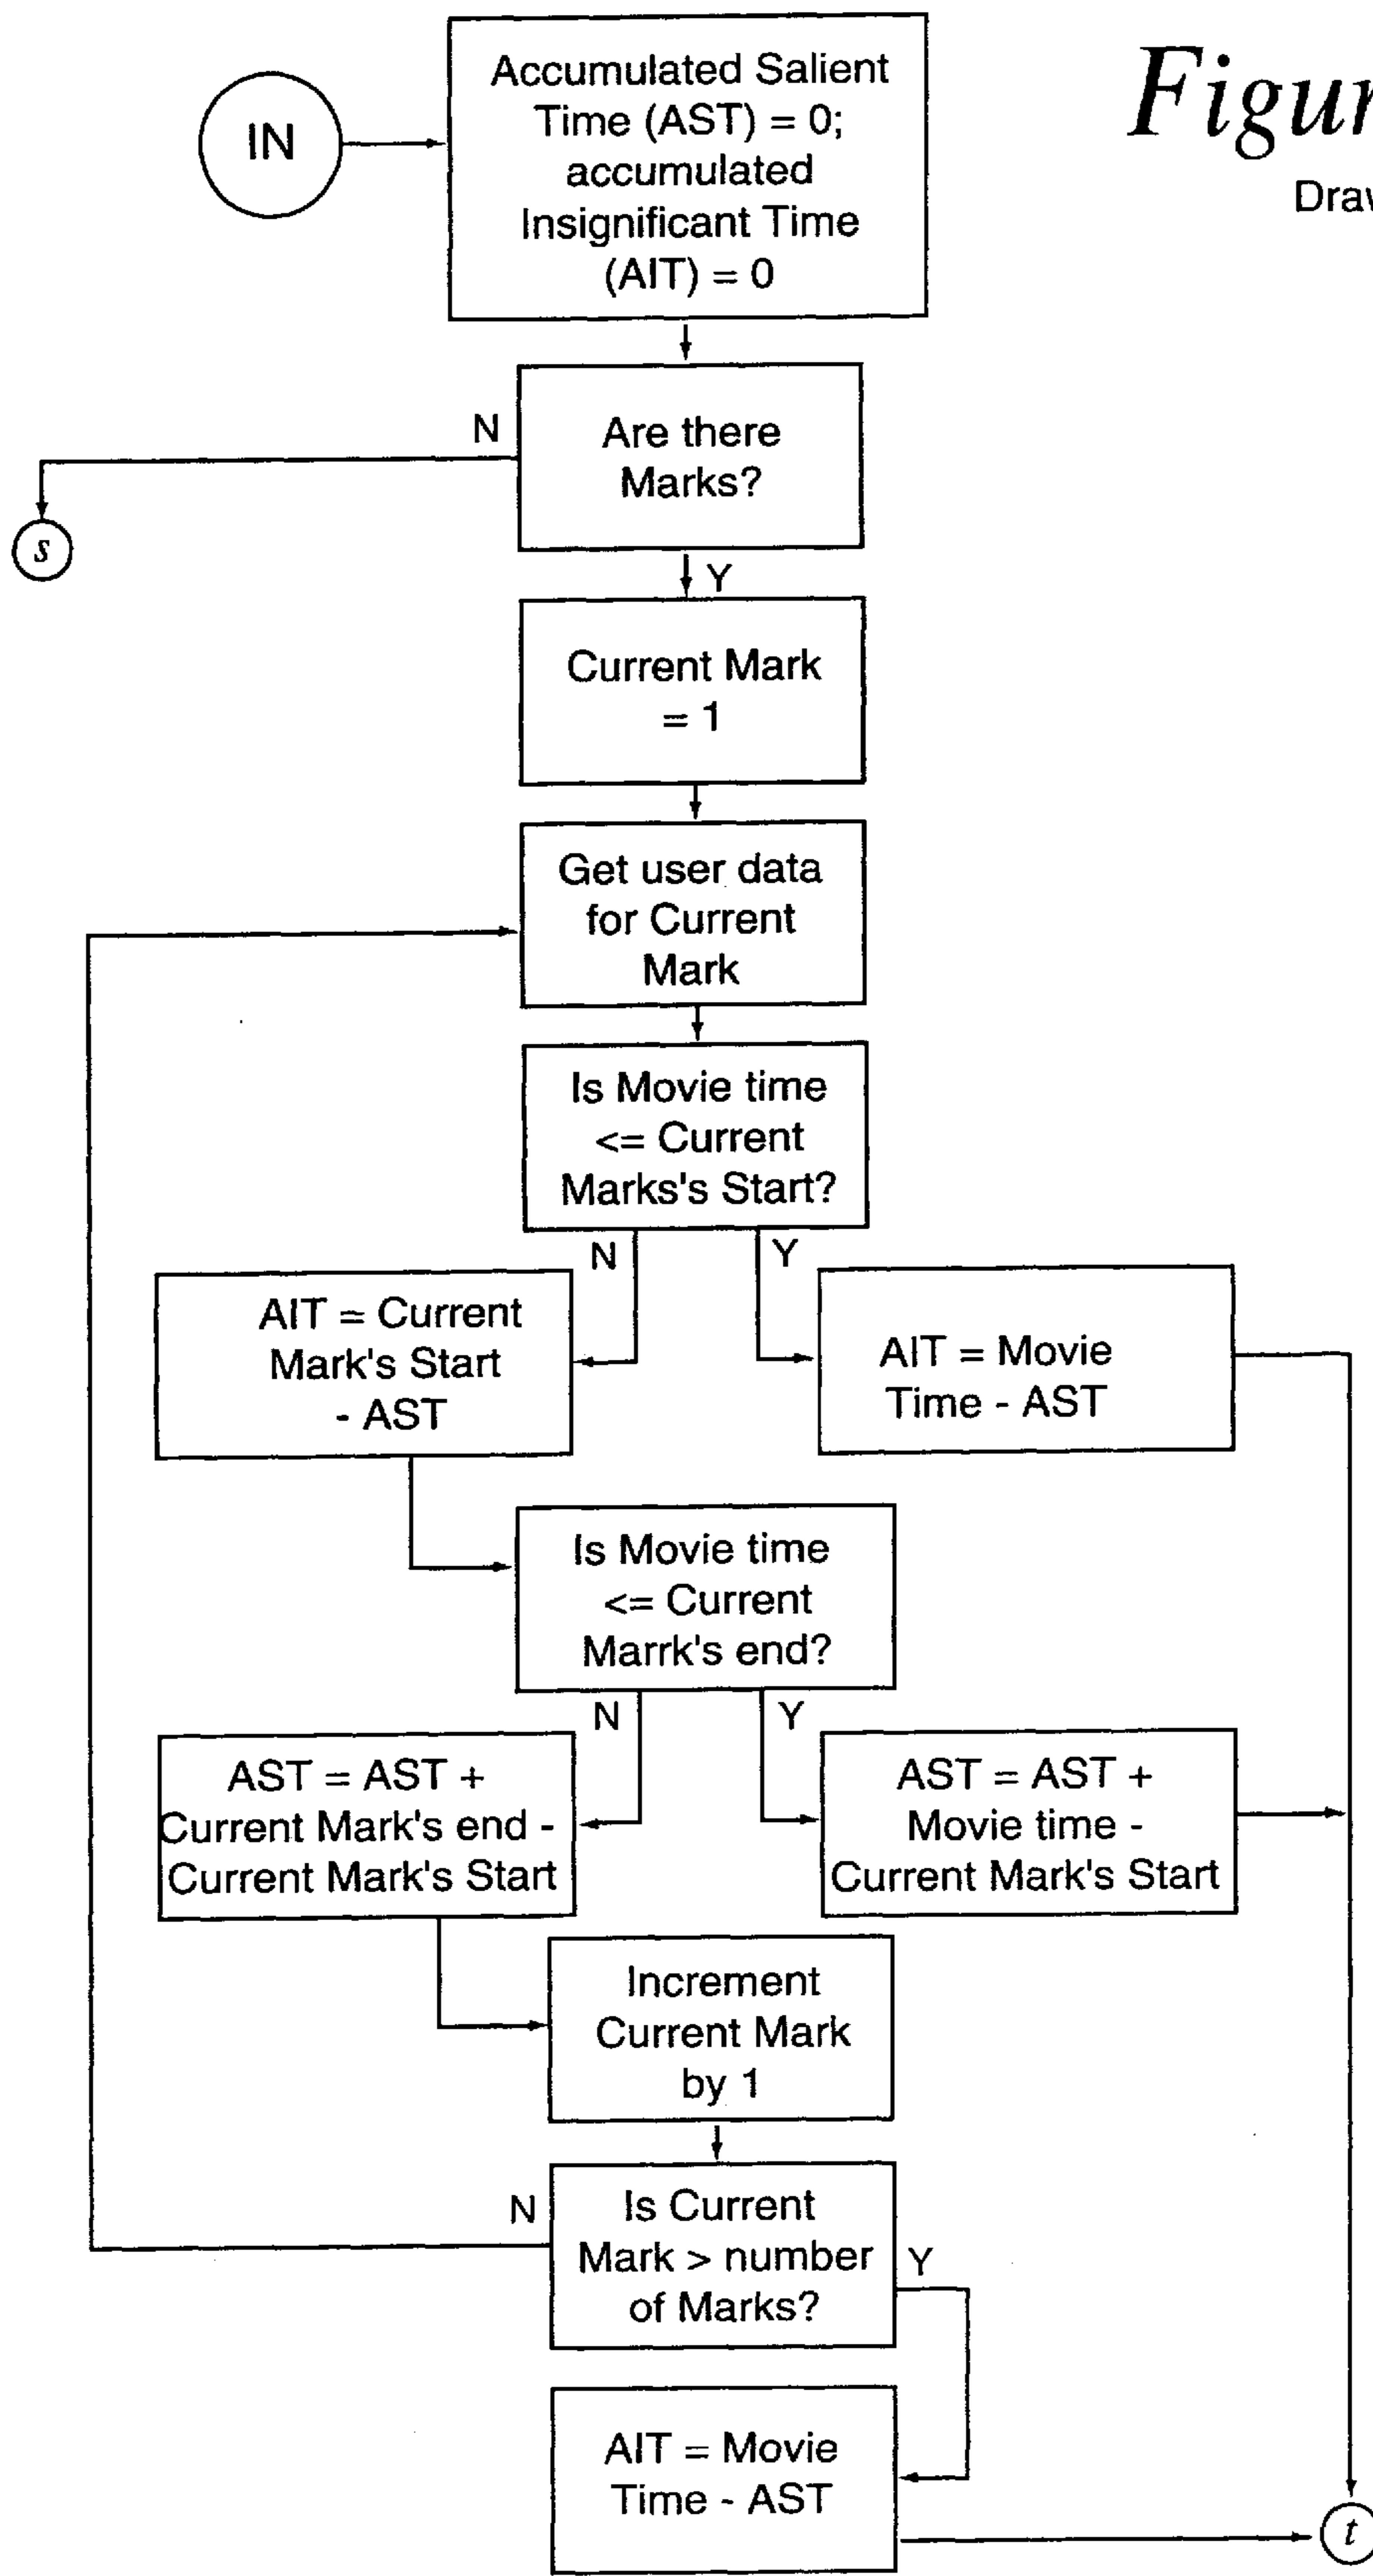 Accumulated Salient
Time (AST) = 0;
accumulated
Insignificant Time
(AIT) = 0
IN
Are there
Marks?
N
s
Y
Current Mark
= 1
Get user data
for Current
Mark
Is Movie time
<= Current
Marks's Start?
N
Y
AIT = Current
Mark's Start
- AST
AIT = Movie
Time - AST
Is Movie time
<= Current
Marrk's end?
N
Y
AST = AST +
Current Mark's end -
Current Mark's Start
AST = AST +
Movie time -
Current Mark's Start
Increment
Current Mark
by 1
N
Is Current
Mark > number
of Marks?
Y
AIT = Movie
Time - AST
t